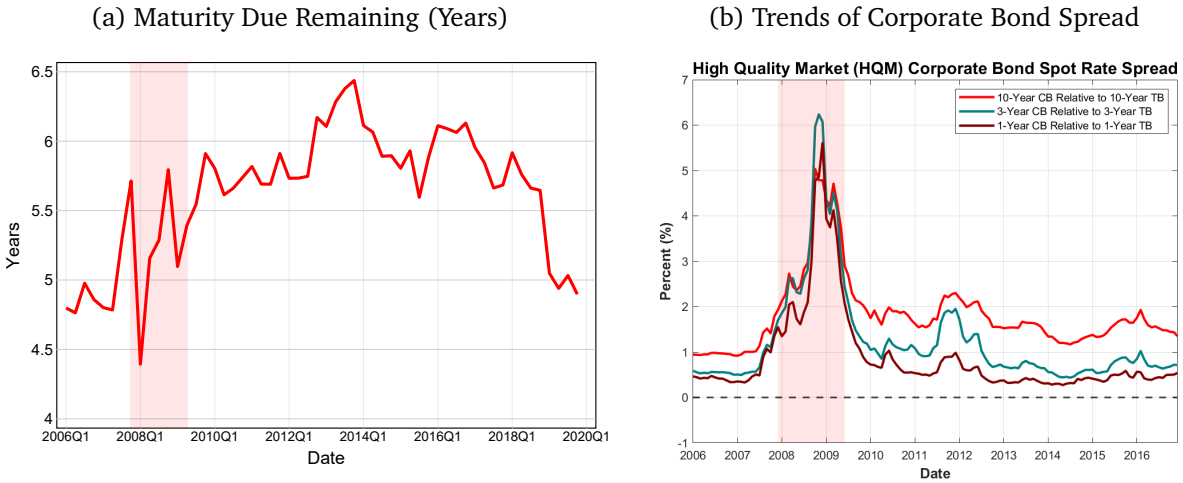 (a) Maturity Due Remaining (Years)
6.5
6
5.5
5
4.5
4
Years
2006Q1 2008Q1 2010Q1 2012Q1 2014Q1 2016Q1 2018Q1 2020Q1
Date
(b) Trends of Corporate Bond Spread
High Quality Market (HQM) Corporate Bond Spot Rate Spread
7
6
5
4
3
2
1
0
-1
Percent (%)
10-Year CB Relative to 10-Year TB
3-Year CB Relative to 3-Year TB
1-Year CB Relative to 1-Year TB
2006 2007 2008 2009 2010 2011 2012 2013 2014 2015 2016
Date